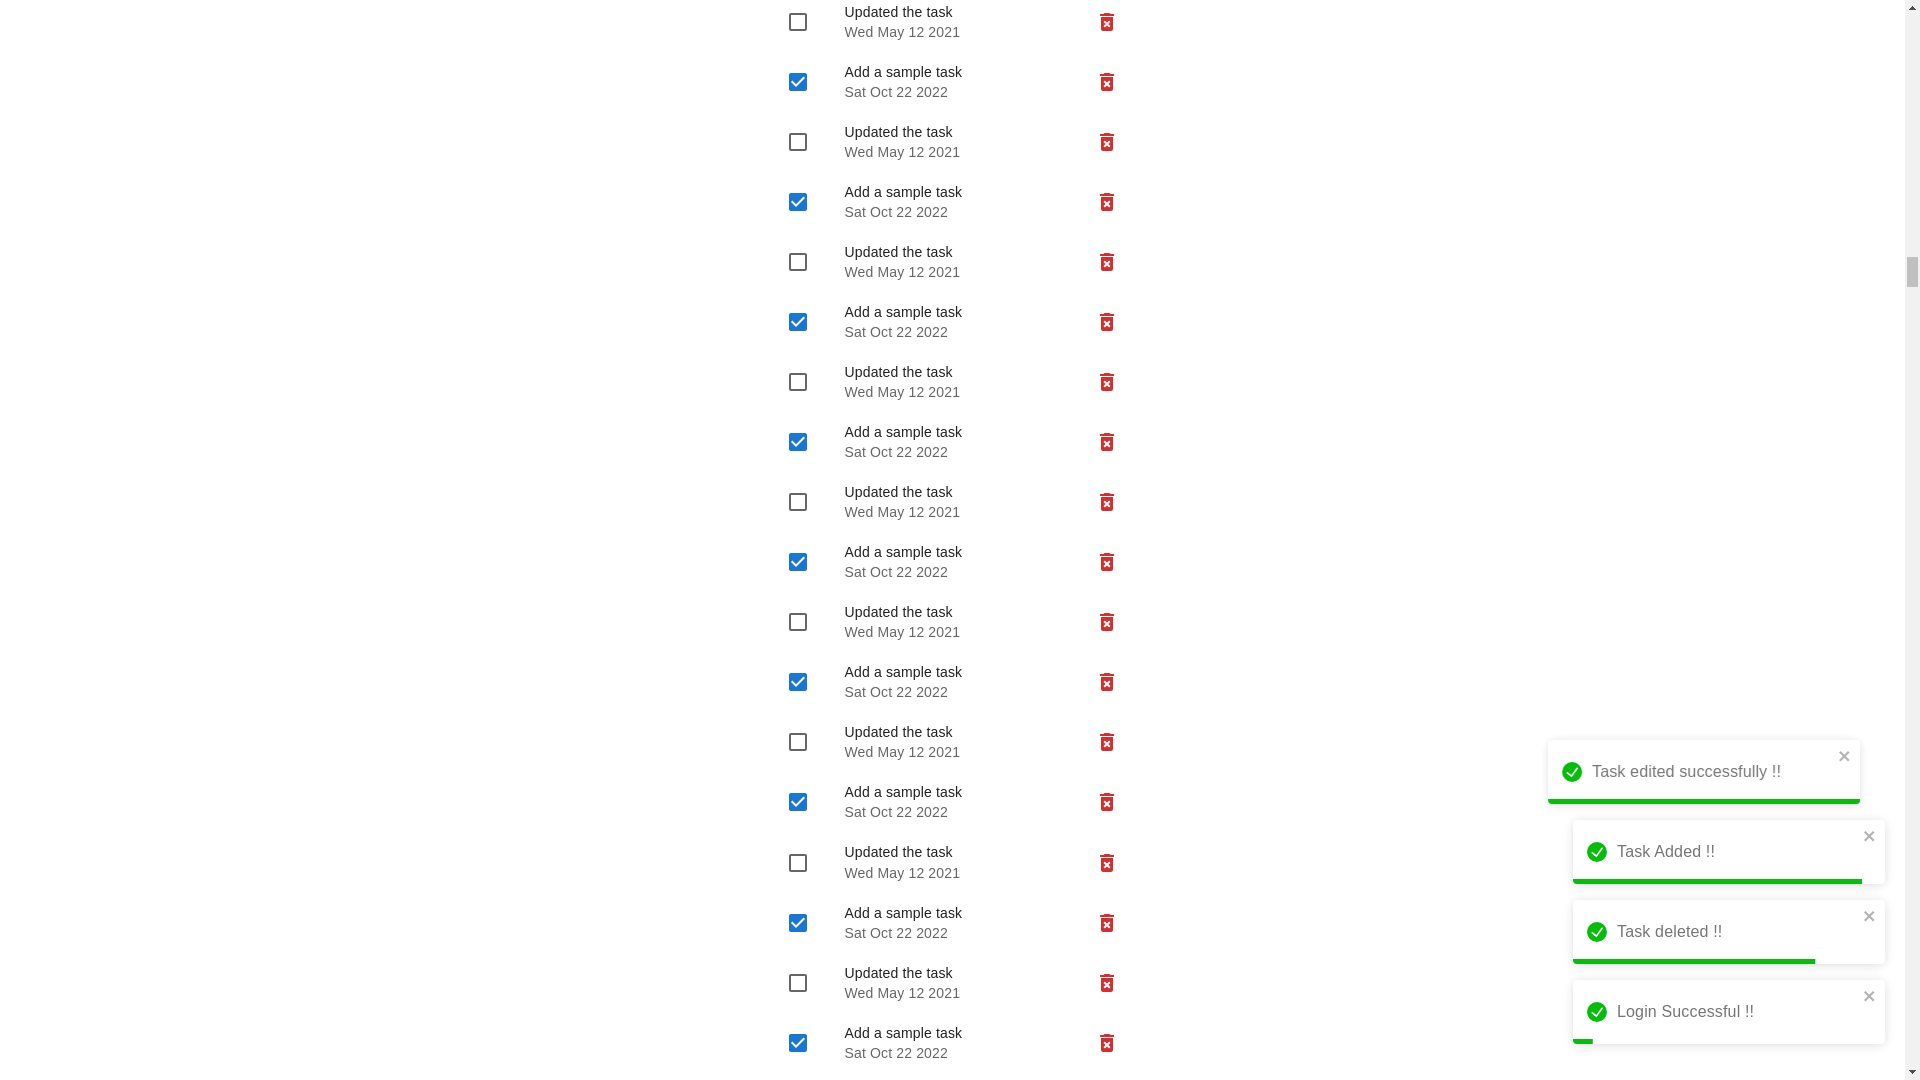 Updated the task
Wed May 12 2021
Add a sample task
Sat Oct 22 2022
Updated the task
Wed May 12 2021
Add a sample task
Sat Oct 22 2022
Updated the task
Wed May 12 2021
Add a sample task
Sat Oct 22 2022
Updated the task
Wed May 12 2021
Add a sample task
Sat Oct 22 2022
Updated the task
Wed May 12 2021
Add a sample task
Sat Oct 22 2022
Updated the task
Wed May 12 2021
Add a sample task
Sat Oct 22 2022
Updated the task
Wed May 12 2021
Add a sample task
Sat Oct 22 2022
Updated the task
Wed May 12 2021
Add a sample task
Sat Oct 22 2022
Updated the task
Wed May 12 2021
Add a sample task
Sat Oct 22 2022
Task edited successfully !!
Task Added !!
Task deleted !!
Login Successful !!